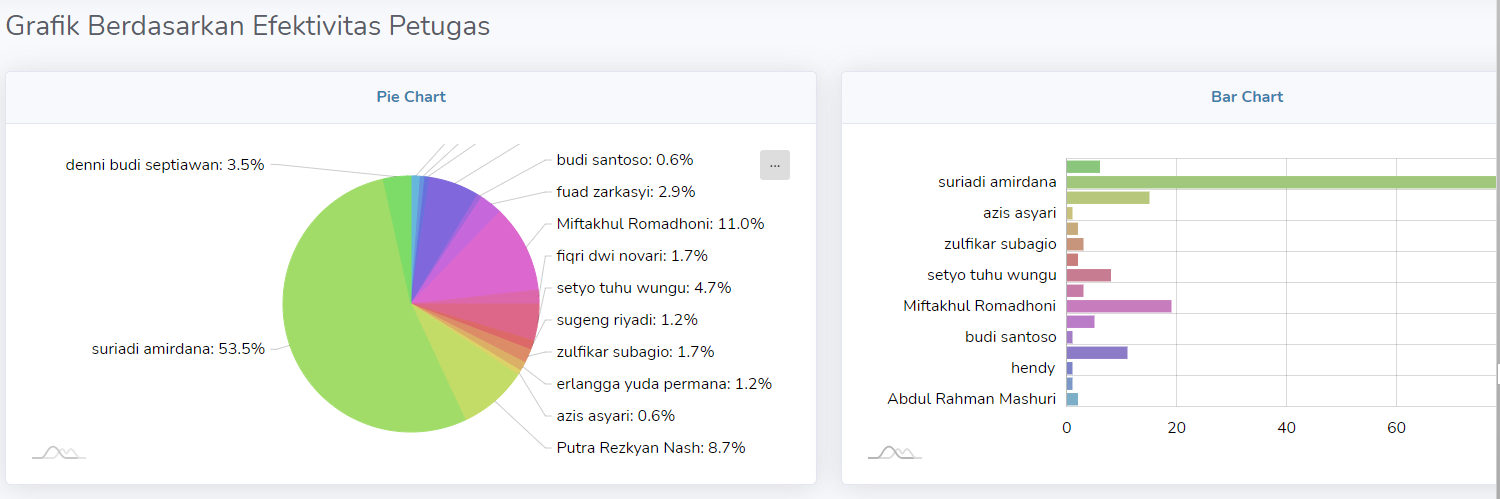 Grafik Berdasarkan Efektivitas Petugas
Pie Chart
denni budi septiawan: 3.5%
suriadi amirdana: 53.5%
budi santoso: 0.6%
fuad zarkasyi: 2.9%
Miftakhul Romadhoni: 11.0%
fiqri dwi novari: 1.7%
setyo tuhu wungu: 4.7%
sugeng riyadi: 1.2%
zulfikar subagio: 1.7%
erlangga yuda permana: 1.2%
azis asyari: 0.6%
Putra Rezkyan Nash: 8.7%
...
Bar Chart
suriadi amirdana
azis asyari
zulfikar subagio
setyo tuhu wungu
Miftakhul Romadhoni
budi santoso
hendy
Abdul Rahman Mashuri
0 20 40 60